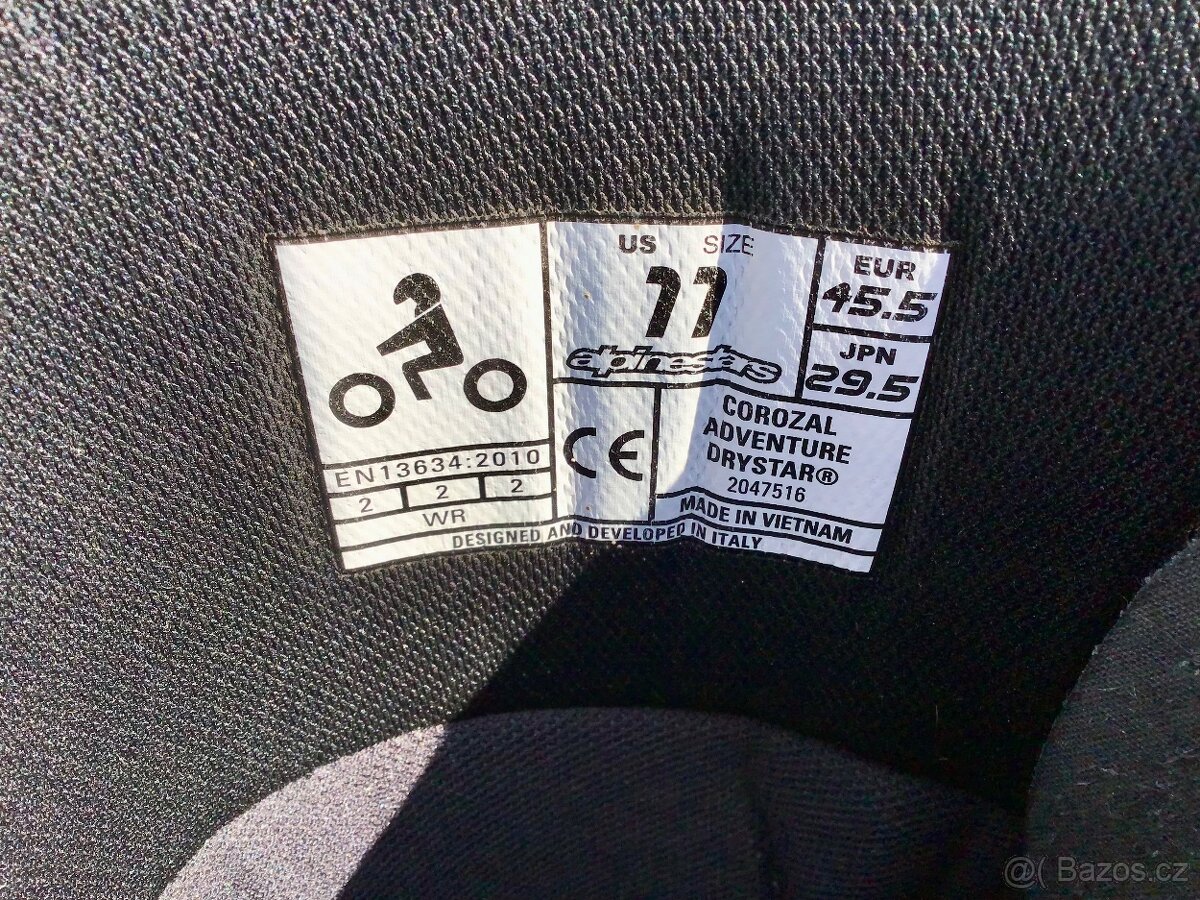 US SIZE
11
alpinestars
EUR
45.5
JPN
29.5
CE
COROZAL
ADVENTURE
DRYSTAR®
2047516
MADE IN VIETNAM
EN13634:2010
2 2 2
WR
DESIGNED AND DEVELOPED IN ITALY
@( Bazos.cz